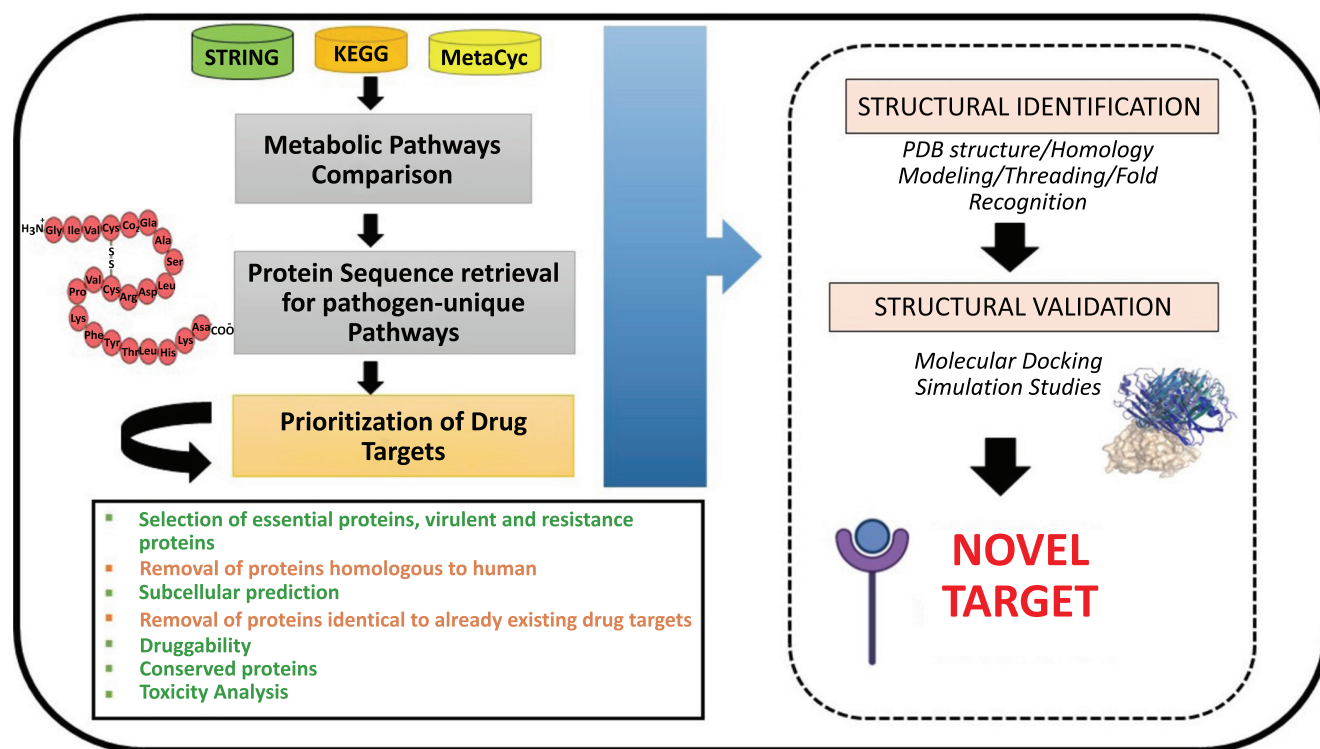 STRING
KEGG
MetaCyc
Metabolic Pathways
Comparison
H3N+
Gly
Ile
Val
Cys
Co2
Gla
Ala
Ser
Leu
Asp
Arg
Cys
Val
Pro
Lys
Phe
Tyr
Thr
Leu
His
Lys
Asa
COO-
S
S
Protein Sequence retrieval
for pathogen-unique
Pathways
Prioritization of Drug
Targets
Selection of essential proteins, virulent and resistance
proteins
Removal of proteins homologous to human
Subcellular prediction
Removal of proteins identical to already existing drug targets
Druggability
Conserved proteins
Toxicity Analysis
STRUCTURAL IDENTIFICATION
PDB structure/Homology
Modeling/Threading/Fold
Recognition
STRUCTURAL VALIDATION
Molecular Docking
Simulation Studies
NOVEL
TARGET